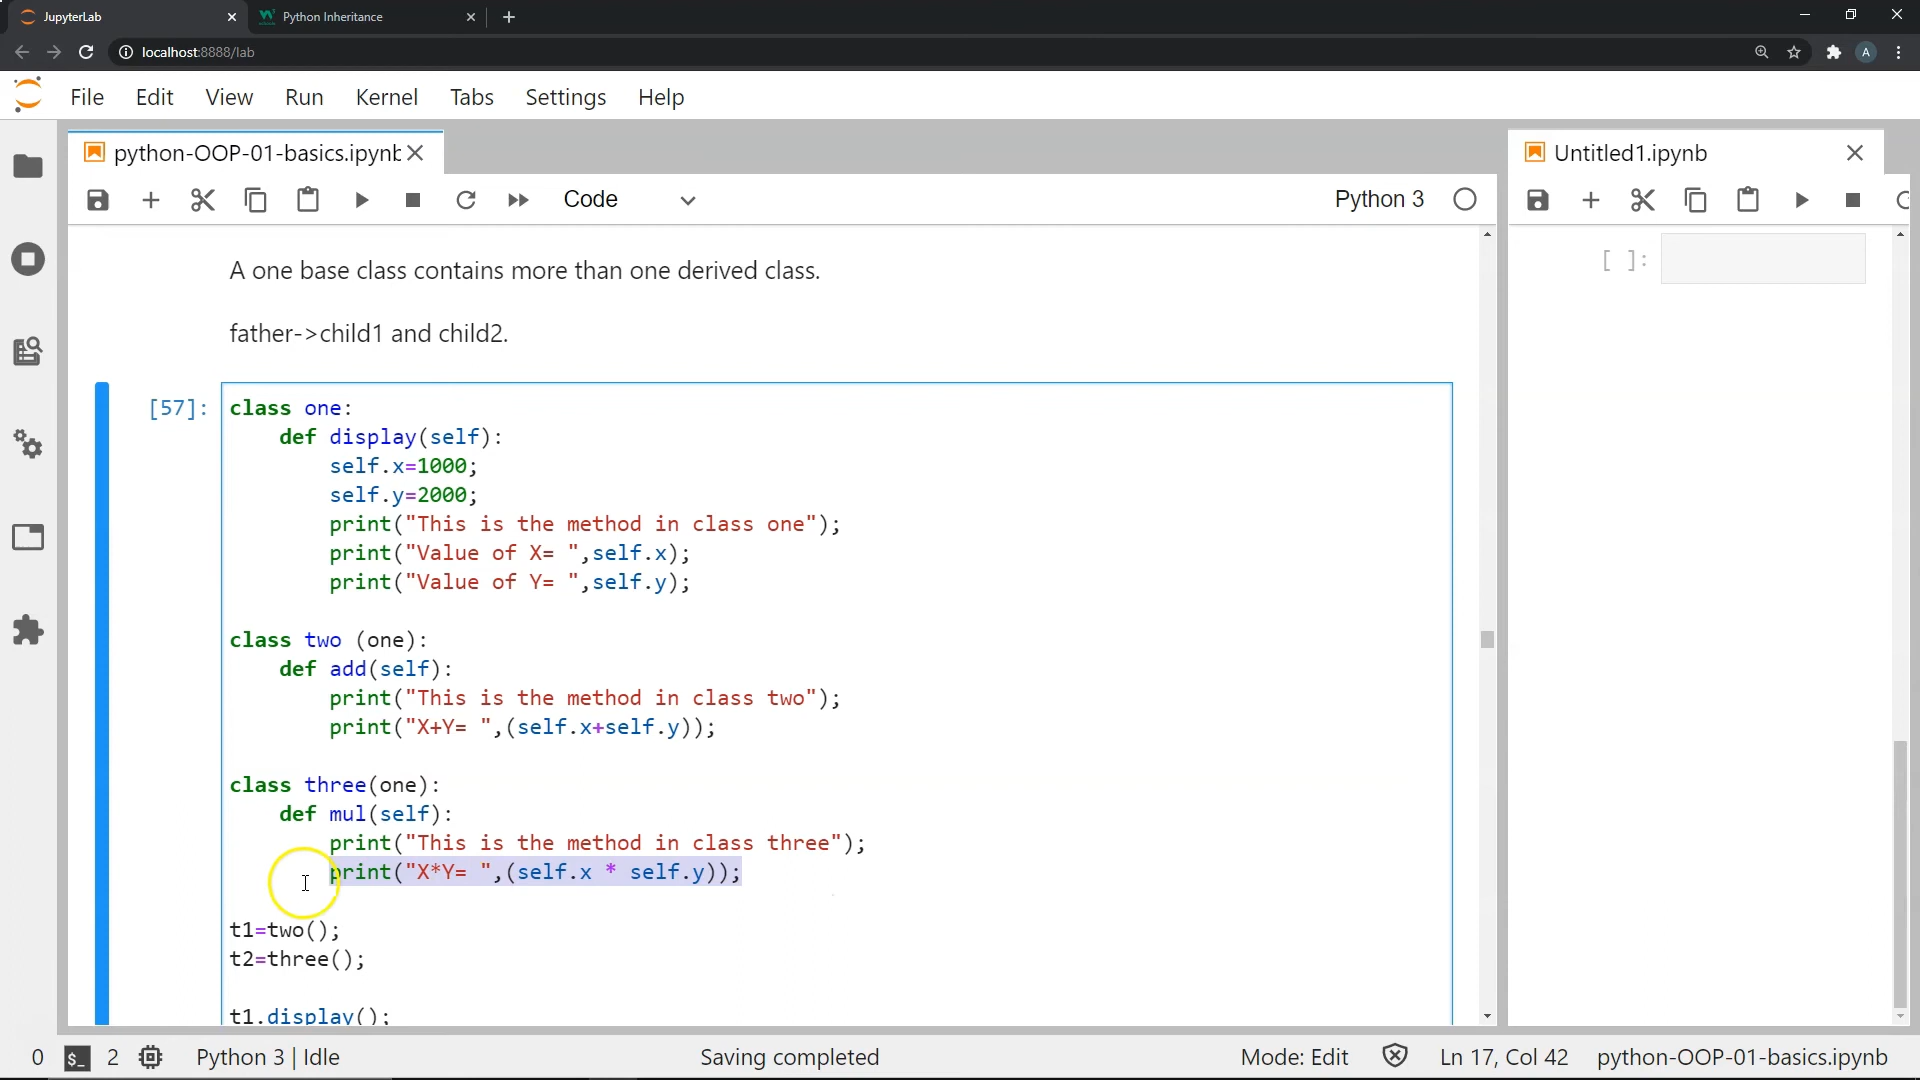 JupyterLab
Python Inheritance
localhost:8888/lab
A
File Edit View Run Kernel Tabs Settings Help
python-OOP-01-basics.ipynb
Untitled1.ipynb
Code
Python 3
A one base class contains more than one derived class.
[ ]:
father->child1 and child2.
[57]:
class one:
def display(self):
self.x=1000;
self.y=2000;
print("This is the method in class one");
print("Value of X= ",self.x);
print("Value of Y= ",self.y);
class two (one):
def add(self):
print("This is the method in class two");
print("X+Y= ",(self.x+self.y));
class three(one):
def mul(self):
print("This is the method in class three");
print("X*Y= ",(self.x * self.y));
t1=two();
t2=three();
t1.display();
0 $_ 2 Python 3 | Idle
Saving completed
Mode: Edit
Ln 17, Col 42
python-OOP-01-basics.ipynb